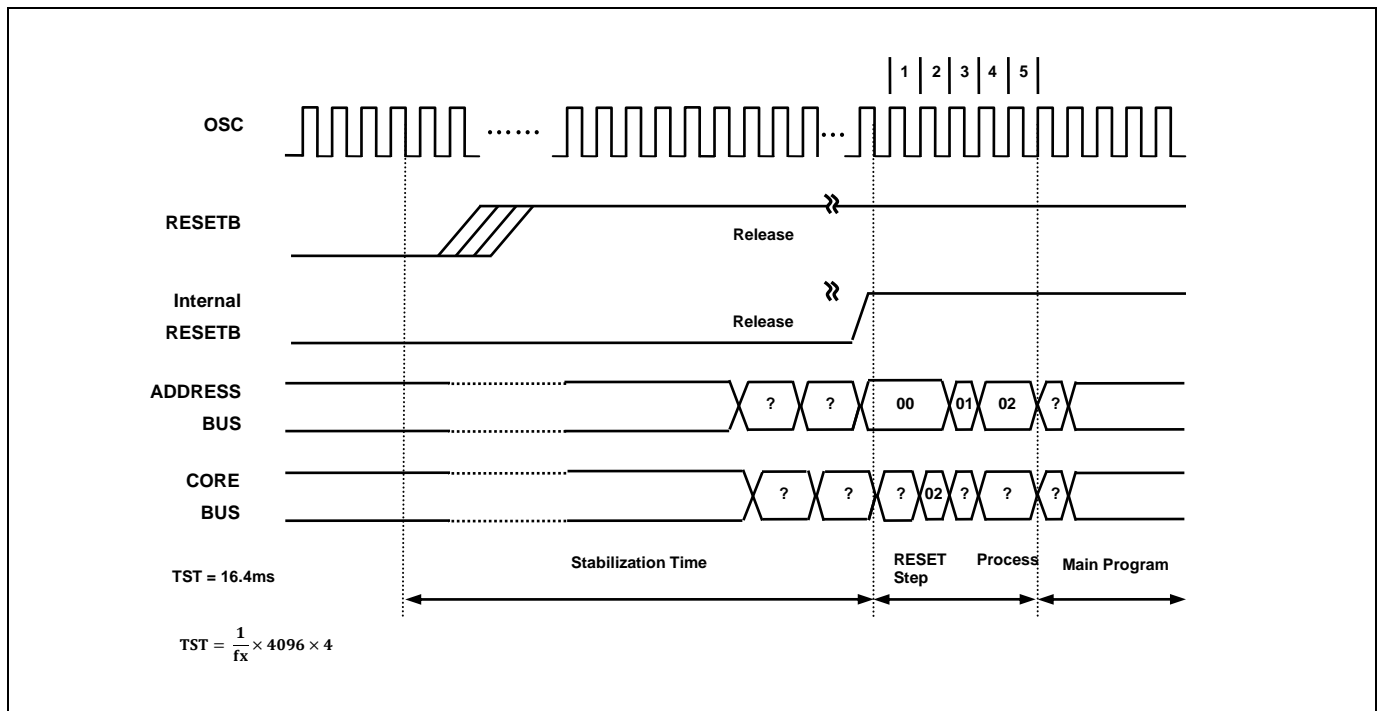 1 2 3 4 5
OSC
......
...
RESETB
Release
Internal
RESETB
Release
ADDRESS
BUS
? ? 00 01 02 ?
CORE
BUS
? ? ? 02 ? ? ?
Stabilization Time
RESET Process
Step
Main Program
TST = 16.4ms
TST = 1/fx × 4096 × 4